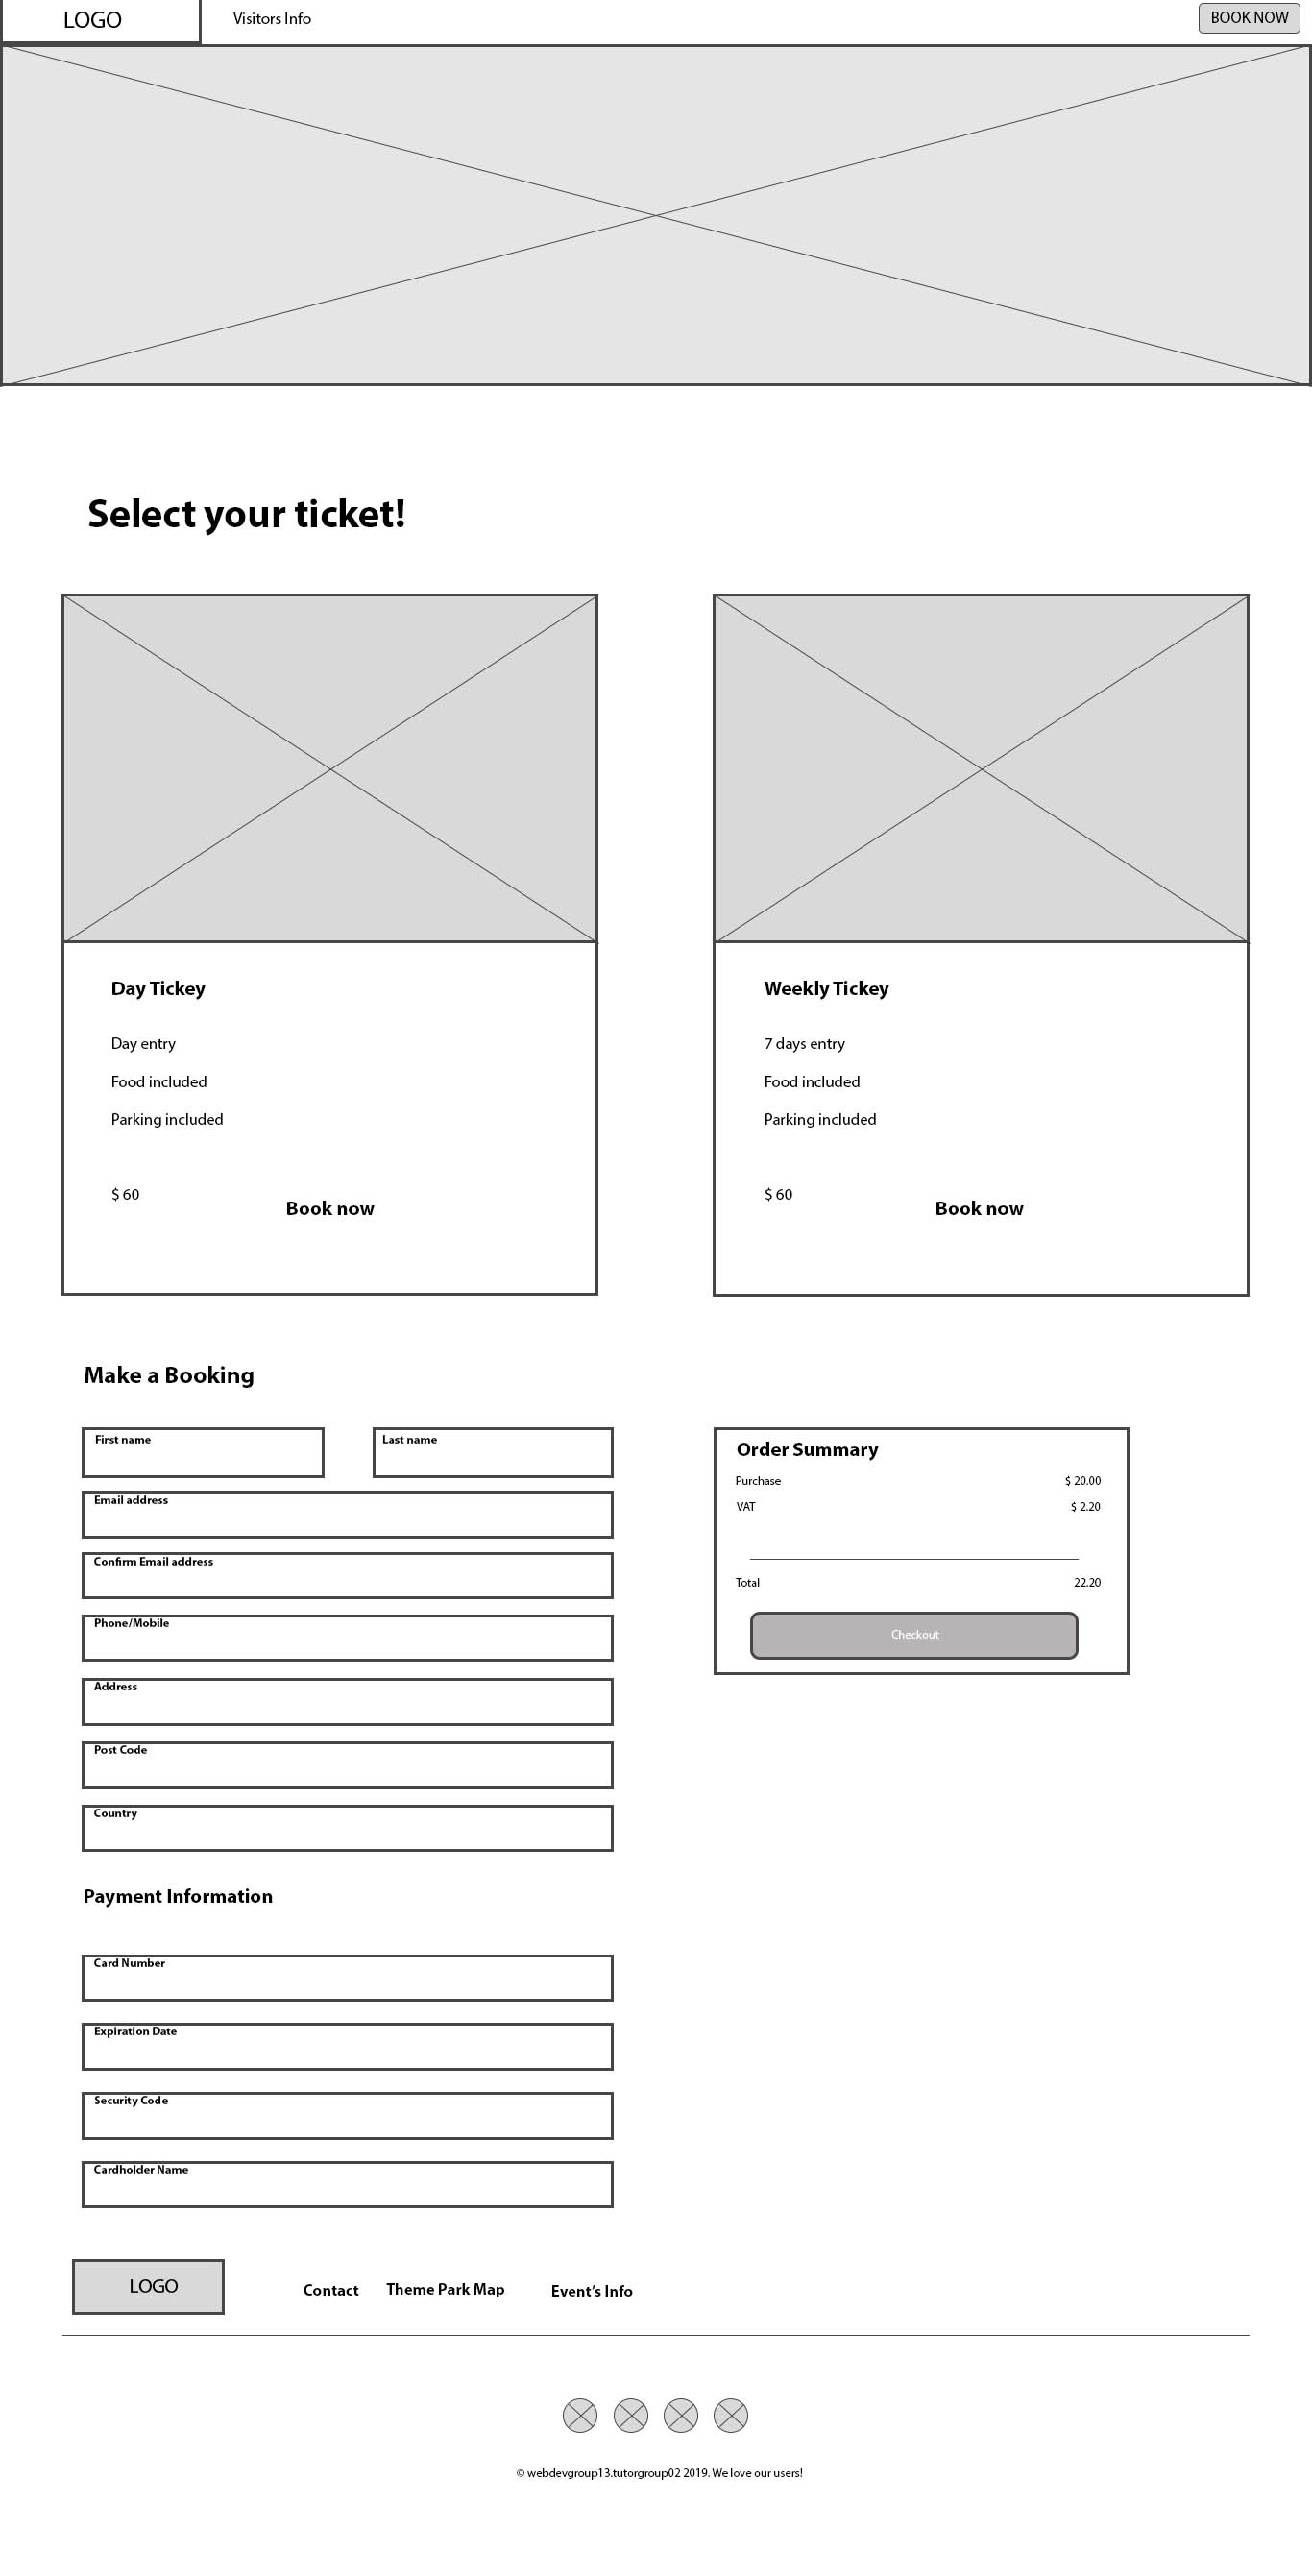 LOGO
Visitors Info
BOOK NOW
Select your ticket!
Day Tickey
Day entry
Food included
Parking included
$ 60
Book now
Weekly Tickey
7 days entry
Food included
Parking included
$ 60
Book now
Make a Booking
First name
Last name
Email address
Confirm Email address
Phone/Mobile
Address
Post Code
Country
Order Summary
Purchase $ 20.00
VAT $ 2.20
Total 22.20
Checkout
Payment Information
Card Number
Expiration Date
Security Code
Cardholder Name
LOGO
Contact
Theme Park Map
Event’s Info
© webdevgroup13.tutorgroup02 2019. We love our users!